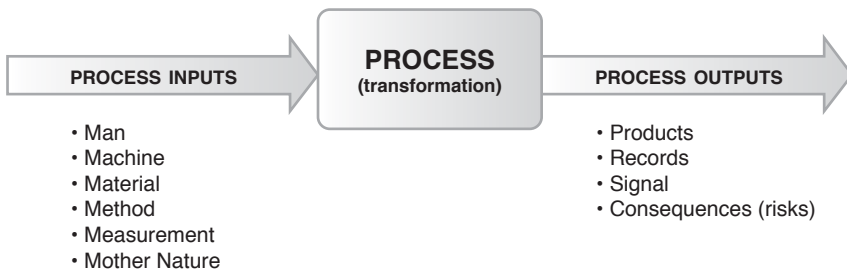 PROCESS INPUTS
PROCESS
(transformation)
PROCESS OUTPUTS
• Man
• Machine
• Material
• Method
• Measurement
• Mother Nature
• Products
• Records
• Signal
• Consequences (risks)